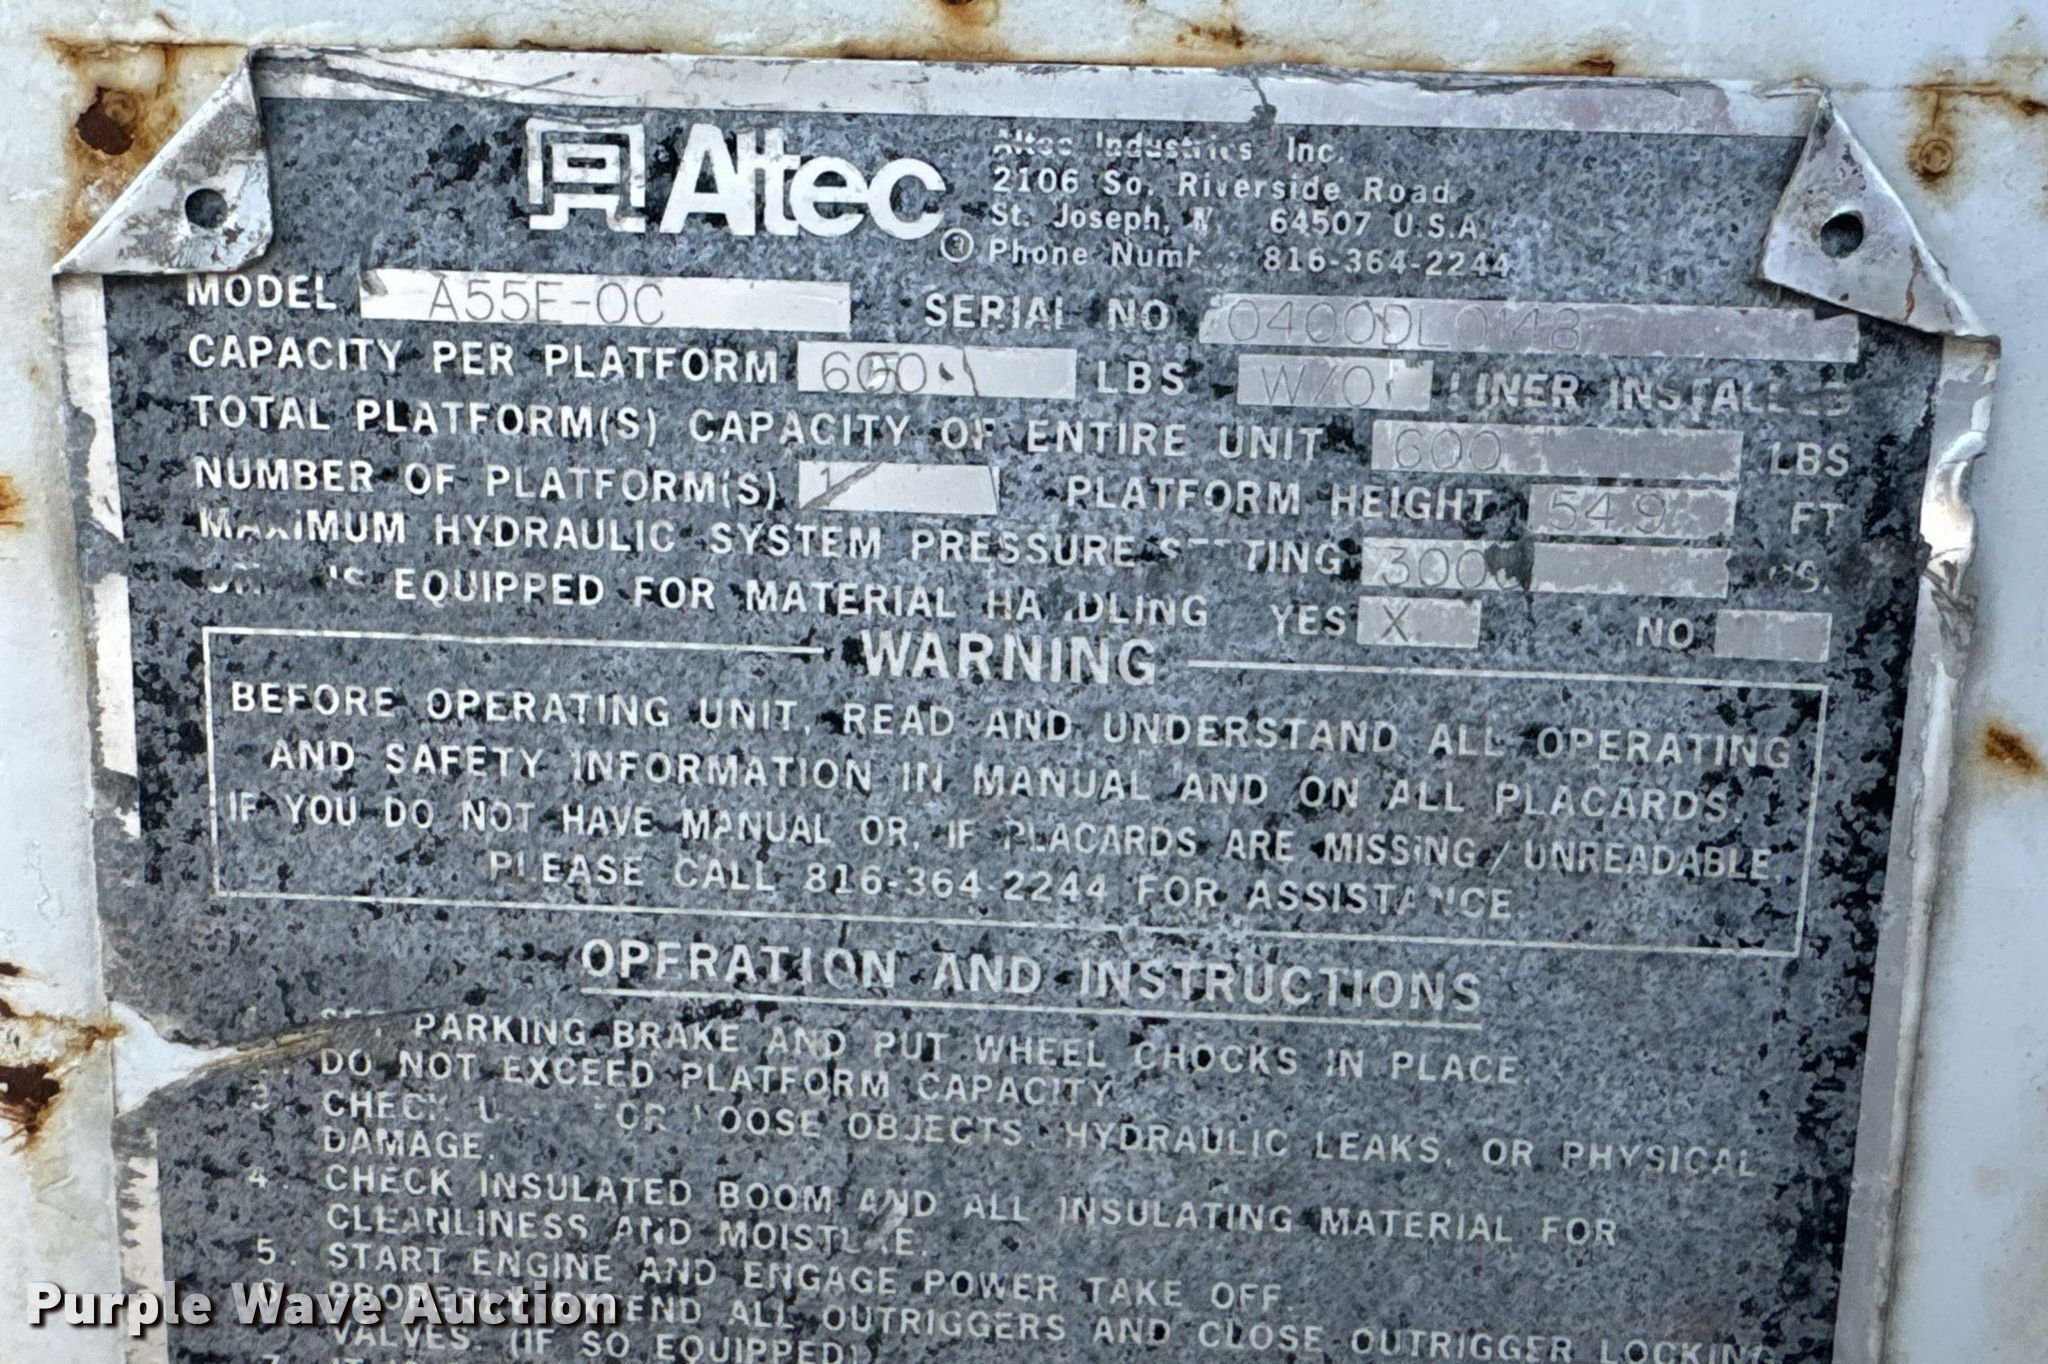 Altec
Altec Industries Inc.
2106 So. Riverside Road
St. Joseph, 64507 U.S.A.
Phone 816-364-2244
MODEL A55E-OC SERIAL NO 0400DL0148
CAPACITY PER PLATFORM 600 LBS W/O LINER INSTALLED
TOTAL PLATFORM(S) CAPACITY OF ENTIRE UNIT 600 LBS
NUMBER OF PLATFORM(S) 1 PLATFORM HEIGHT 54.9 FT
MAXIMUM HYDRAULIC SYSTEM PRESSURE SETTING
IS EQUIPPED FOR MATERIAL HANDLING YES X NO
WARNING
BEFORE OPERATING UNIT, READ AND UNDERSTAND ALL OPERATING
AND SAFETY INFORMATION IN MANUAL AND ON ALL PLACARDS.
IF YOU DO NOT HAVE MANUAL OR, IF PLACARDS ARE MISSING/UNREADABLE,
PLEASE CALL 816-364-2244 FOR ASSISTANCE
OPERATION AND INSTRUCTIONS
SET PARKING BRAKE AND PUT WHEEL CHOCKS IN PLACE
DO NOT EXCEED PLATFORM CAPACITY
3. CHECK FOR LOOSE OBJECTS, HYDRAULIC LEAKS, OR PHYSICAL
DAMAGE.
4. CHECK INSULATED BOOM AND ALL INSULATING MATERIAL FOR
CLEANLINESS AND MOISTURE.
5. START ENGINE AND ENGAGE POWER TAKE OFF.
ALL OUTRIGGERS AND CLOSE OUTRIGGER LOCKING
VALVES. (IF SO EQUIPPED)
Purple Wave Auction